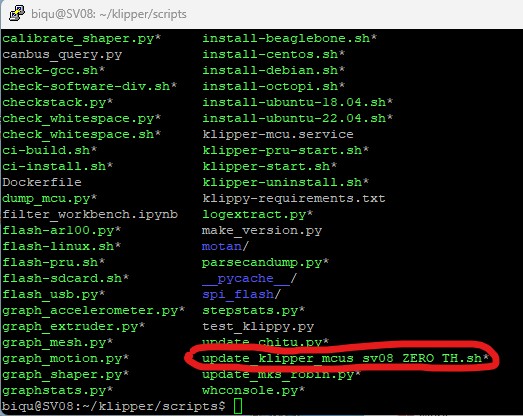 biqu@SV08: ~/klipper/scripts
calibrate_shaper.py* install-beaglebone.sh*
canbus_query.py install-centos.sh*
check-gcc.sh* install-debian.sh*
check-software-div.sh* install-octopi.sh*
checkstack.py* install-ubuntu-18.04.sh*
check_whitespace.py* install-ubuntu-22.04.sh*
check_whitespace.sh* klipper-mcu.service
ci-build.sh* klipper-pru-start.sh*
ci-install.sh* klipper-start.sh*
Dockerfile klipper-uninstall.sh*
dump_mcu.py* klippy-requirements.txt
filter_workbench.ipynb logextract.py*
flash-ar100.py* make_version.py
flash-linux.sh* motan/
flash-pru.sh* parsecandump.py*
flash-sdcard.sh* __pycache__/
flash_usb.py* spi_flash/
graph_accelerometer.py* stepstats.py*
graph_extruder.py* test_klippy.py
graph_mesh.py* update_chitu.py*
graph_motion.py* update_klipper_mcus_sv08_ZERO_TH.sh*
graph_shaper.py* update_mks_robin.py*
graphstats.py* whconsole.py*
biqu@SV08:~/klipper/scripts$